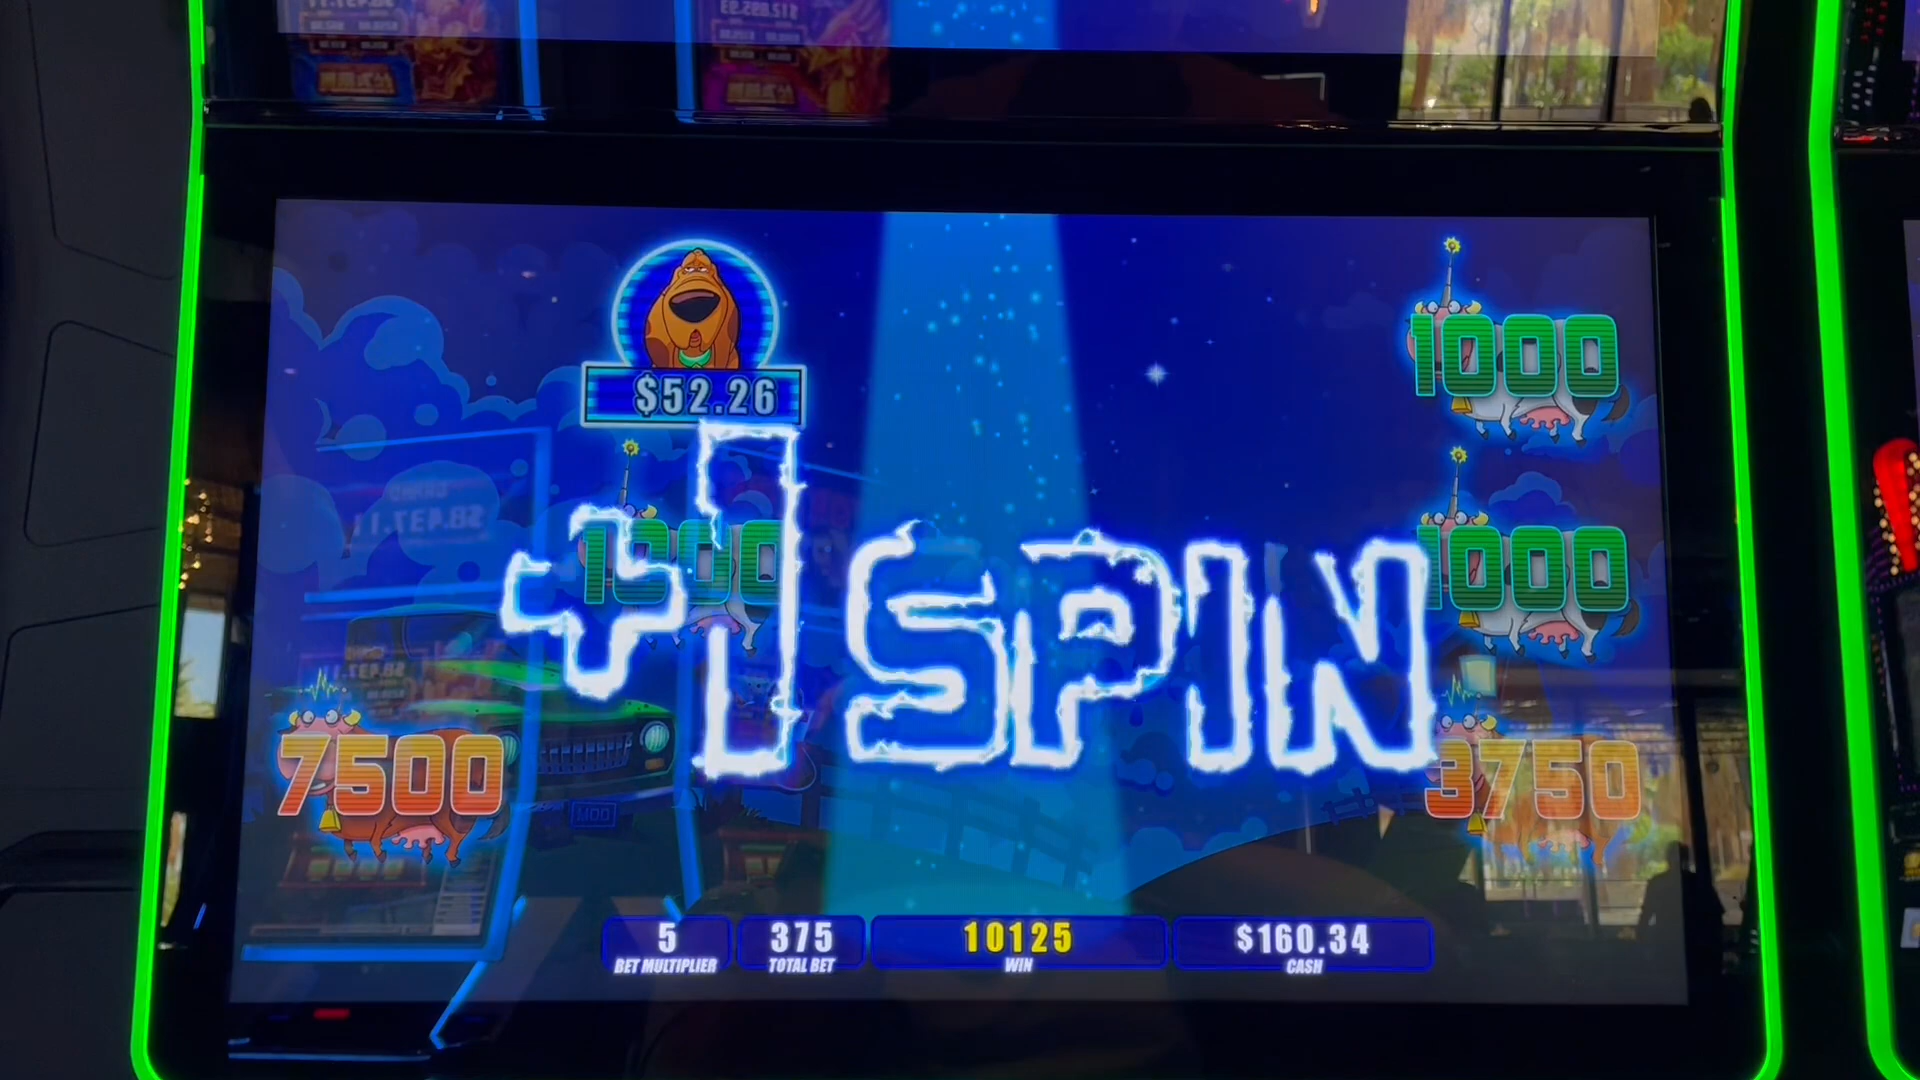 $52.26
1000
+1 SPIN
1000
7500
3750
5
BET MULTIPLIER
375
TOTAL BET
10125
WIN
$160.34
CASH